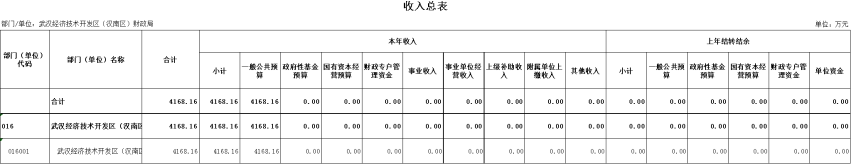 收入总表
部门/单位：武汉经济技术开发区（汉南区）财政局 单位：万元
部门（单位）代码 部门（单位）名称 合计 本年收入 上年结转结余
小计 一般公共预算 政府性基金预算 国有资本经营预算 财政专户管理资金 事业收入 事业单位经营收入 上级补助收入 附属单位上缴收入 其他收入 小计 一般公共预算 政府性基金预算 国有资本经营预算 财政专户管理资金 单位资金
合计 4168.16 4168.16 4168.16 0.00 0.00 0.00 0.00 0.00 0.00 0.00 0.00 0.00 0.00 0.00 0.00 0.00 0.00
016 武汉经济技术开发区（汉南区 4168.16 4168.16 4168.16 0.00 0.00 0.00 0.00 0.00 0.00 0.00 0.00 0.00 0.00 0.00 0.00 0.00 0.00
016001 武汉经济技术开发区（汉南区 4168.16 4168.16 4168.16 0.00 0.00 0.00 0.00 0.00 0.00 0.00 0.00 0.00 0.00 0.00 0.00 0.00 0.00